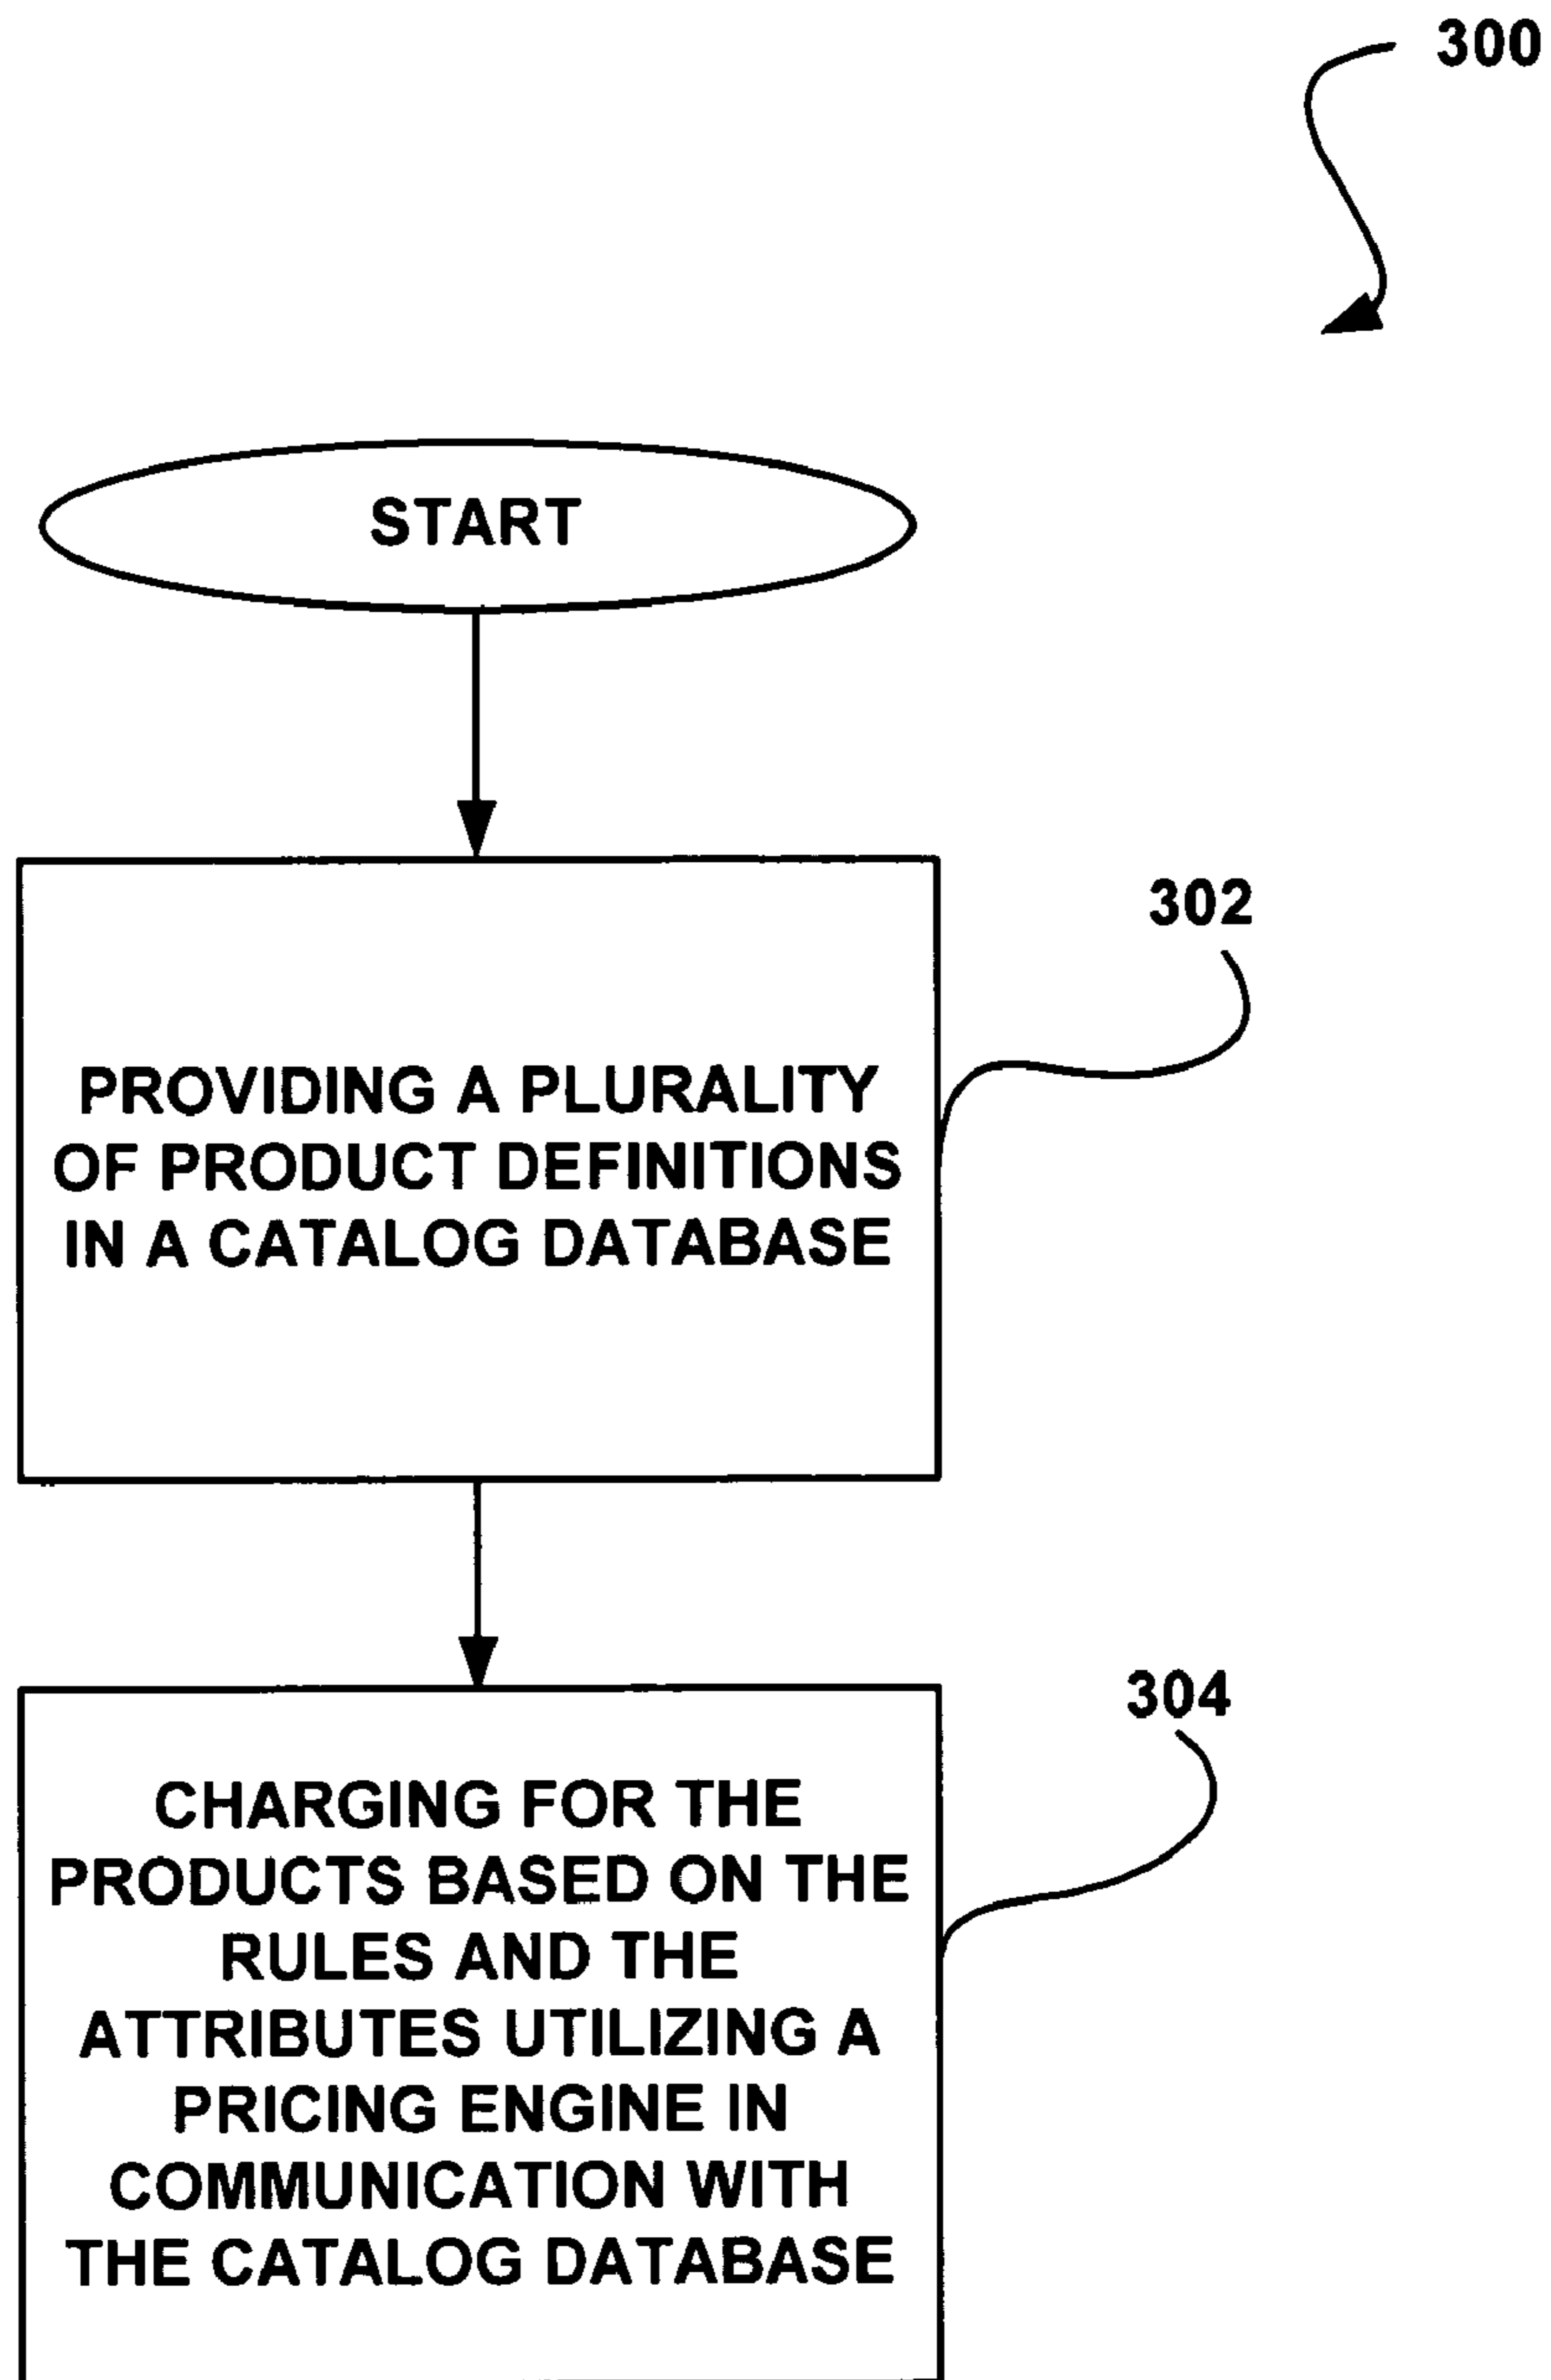 300
START
302
PROVIDING A PLURALITY
OF PRODUCT DEFINITIONS
IN A CATALOG DATABASE
304
CHARGING FOR THE
PRODUCTS BASED ON THE
RULES AND THE
ATTRIBUTES UTILIZING A
PRICING ENGINE IN
COMMUNICATION WITH
THE CATALOG DATABASE